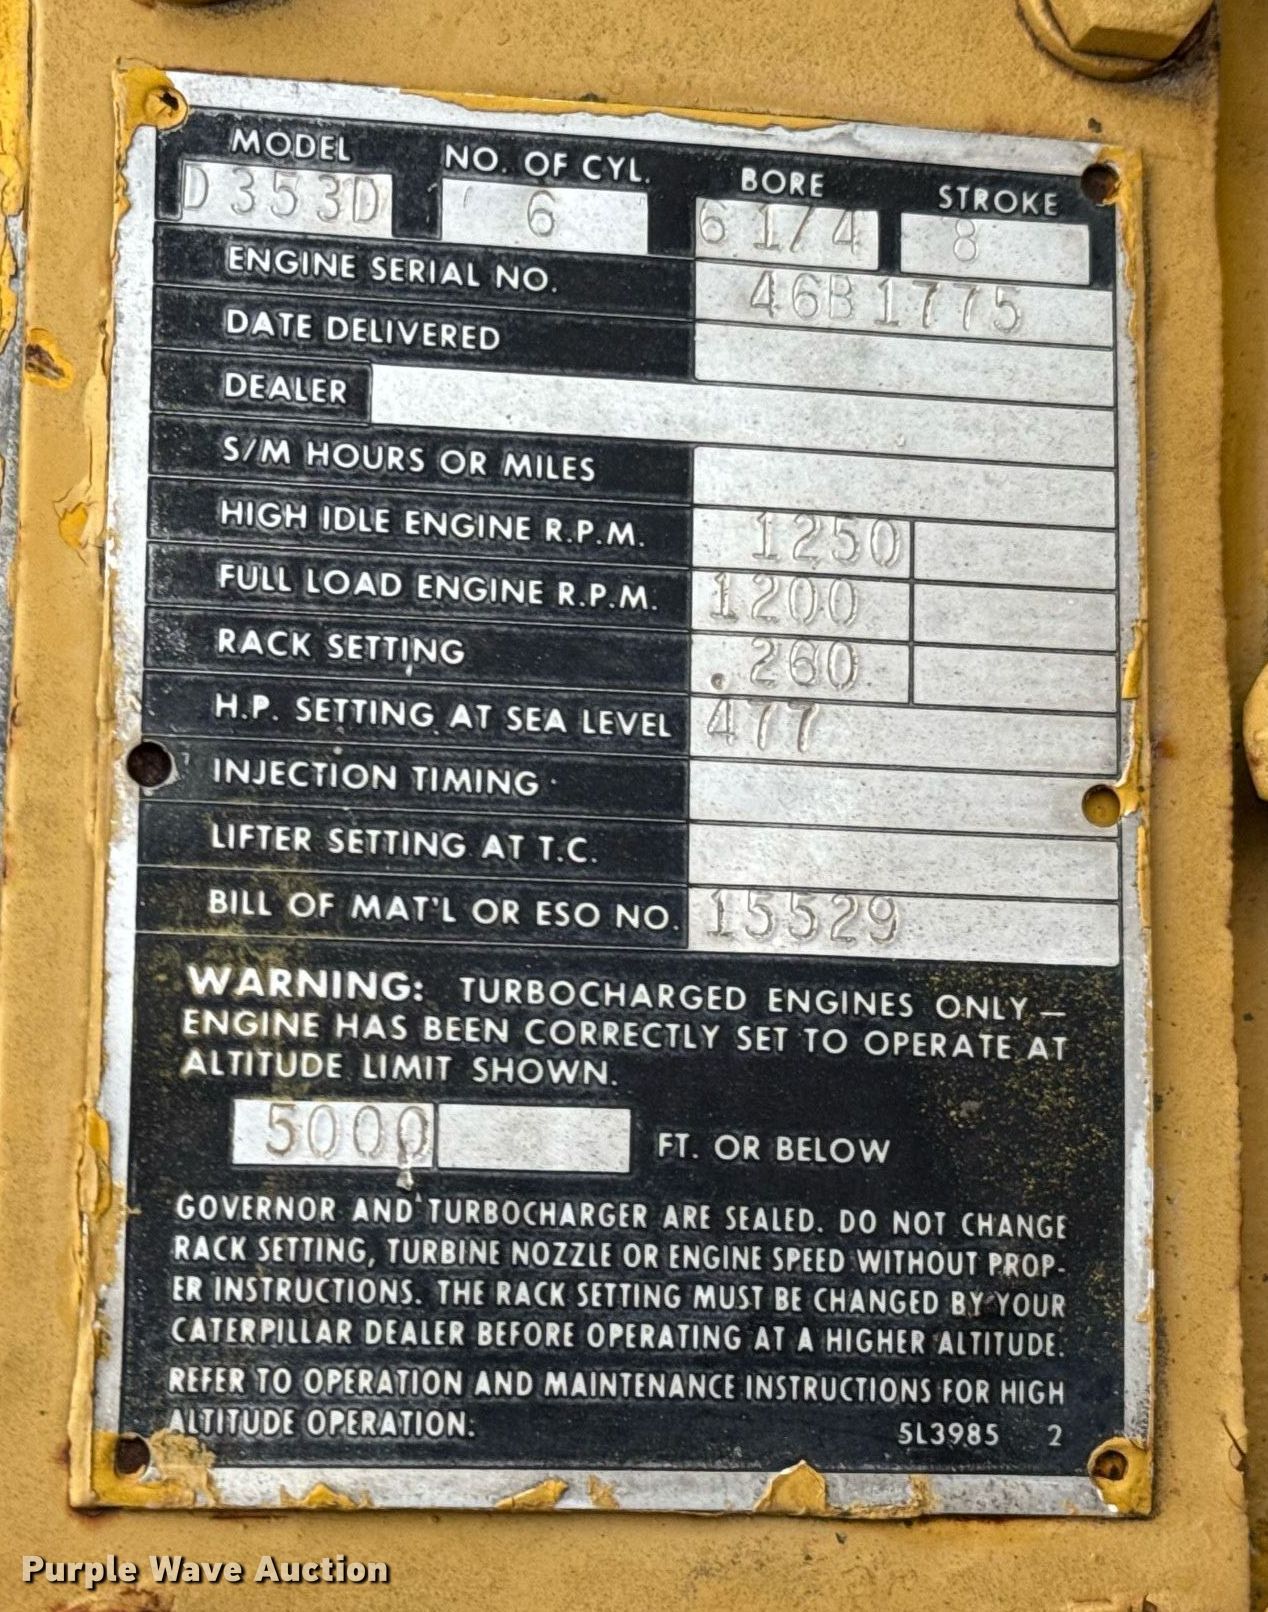 MODEL NO. OF CYL. BORE STROKE
D353D 6 6 1/4 8
ENGINE SERIAL NO. 46B1775
DATE DELIVERED
DEALER
S/M HOURS OR MILES
HIGH IDLE ENGINE R.P.M. 1250
FULL LOAD ENGINE R.P.M. 1200
RACK SETTING .260
H.P. SETTING AT SEA LEVEL 477
INJECTION TIMING
LIFTER SETTING AT T.C.
BILL OF MAT'L OR ESO NO. 15529
WARNING: TURBOCHARGED ENGINES ONLY —
ENGINE HAS BEEN CORRECTLY SET TO OPERATE AT
ALTITUDE LIMIT SHOWN.
5000 FT. OR BELOW
GOVERNOR AND TURBOCHARGER ARE SEALED. DO NOT CHANGE
RACK SETTING, TURBINE NOZZLE OR ENGINE SPEED WITHOUT PROP-
ER INSTRUCTIONS. THE RACK SETTING MUST BE CHANGED BY YOUR
CATERPILLAR DEALER BEFORE OPERATING AT A HIGHER ALTITUDE.
REFER TO OPERATION AND MAINTENANCE INSTRUCTIONS FOR HIGH
ALTITUDE OPERATION. 5L3985 2
Purple Wave Auction